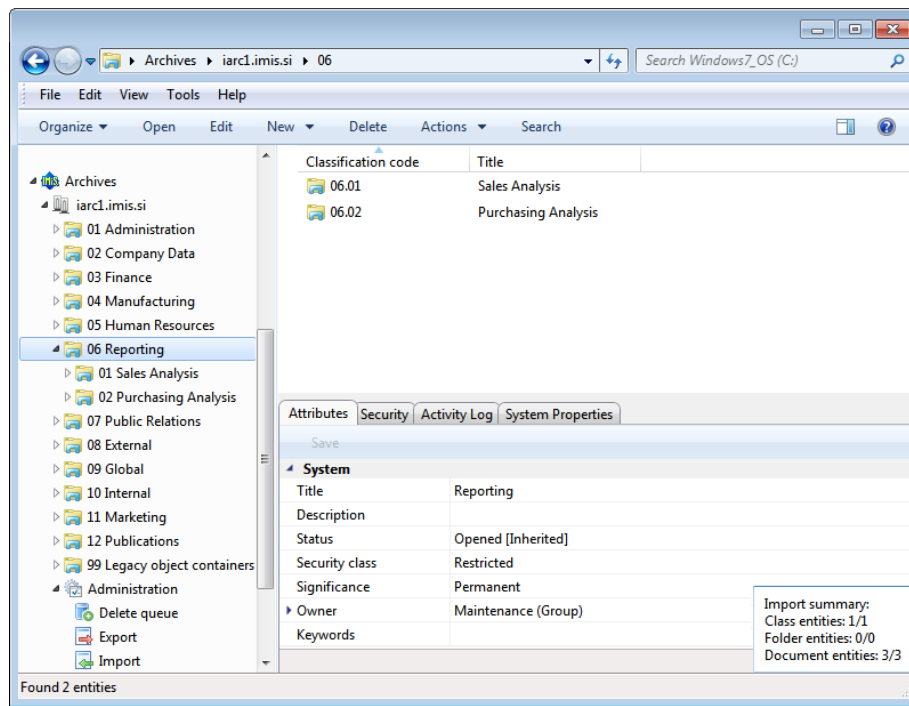 Archives iarc1.imis.si 06
Search Windows7_OS (C:)
File Edit View Tools Help
Organize Open Edit New Delete Actions Search
Archives
iarc1.imis.si
01 Administration
02 Company Data
03 Finance
04 Manufacturing
05 Human Resources
06 Reporting
01 Sales Analysis
02 Purchasing Analysis
07 Public Relations
08 External
09 Global
10 Internal
11 Marketing
12 Publications
99 Legacy object containers
Administration
Delete queue
Export
Import
Classification code Title
06.01 Sales Analysis
06.02 Purchasing Analysis
Attributes Security Activity Log System Properties
Save
System
Title Reporting
Description
Status Opened [Inherited]
Security class Restricted
Significance Permanent
Owner Maintenance (Group)
Keywords
Import summary:
Class entities: 1/1
Folder entities: 0/0
Document entities: 3/3
Found 2 entities